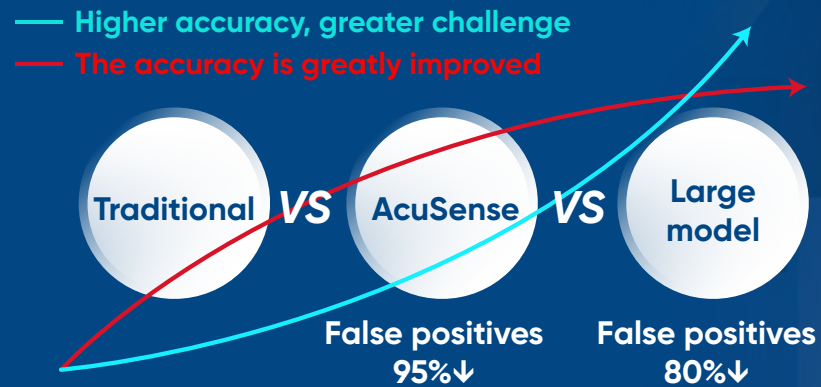 Higher accuracy, greater challenge
The accuracy is greatly improved
Traditional
VS
AcuSense
VS
Large
model
False positives
95%↓
False positives
80%↓